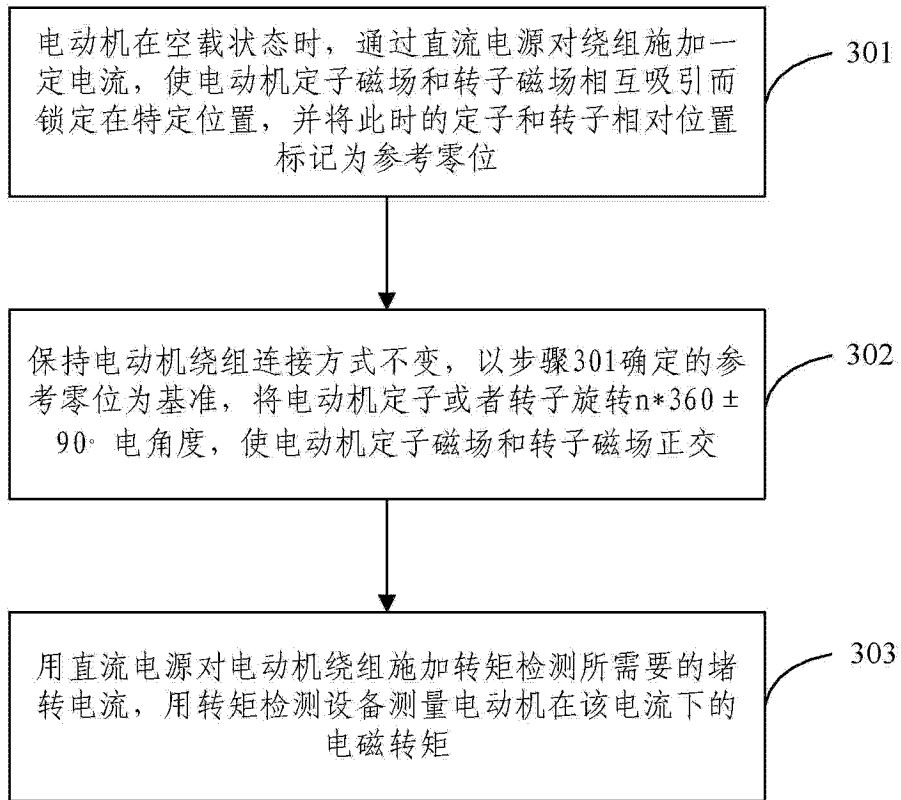 电动机在空载状态时，通过直流电源对绕组施加一
定电流，使电动机定子磁场和转子磁场相互吸引而
锁定在特定位置，并将此时的定子和转子相对位置
标记为参考零位
301
保持电动机绕组连接方式不变，以步骤301确定的参
考零位为基准，将电动机定子或者转子旋转n*360±
90° 电角度，使电动机定子磁场和转子磁场正交
302
用直流电源对电动机绕组施加转矩检测所需要的堵
转电流，用转矩检测设备测量电动机在该电流下的
电磁转矩
303